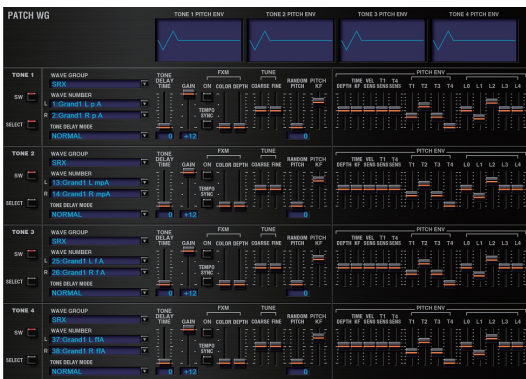 PATCH WG
TONE 1 PITCH ENV TONE 2 PITCH ENV TONE 3 PITCH ENV TONE 4 PITCH ENV
TONE 1
SW
SELECT
WAVE GROUP
SRX
WAVE NUMBER
L 1:Grand1 L p A
R 2:Grand1 R p A
TONE DELAY MODE
NORMAL
TONE DELAY TIME
0
GAIN
+12
FXM
ON COLOR DEPTH
TEMPO SYNC
TUNE
COARSE FINE
RANDOM PITCH
0
PITCH KF
PITCH ENV
DEPTH TIME KF VEL SENS T1 SENS T4 SENS T1 T2 T3 T4 L0 L1 L2 L3 L4
TONE 2
SW
SELECT
WAVE GROUP
SRX
WAVE NUMBER
L 13:Grand1 L mpA
R 14:Grand1 R mpA
TONE DELAY MODE
NORMAL
TONE DELAY TIME
0
GAIN
+12
FXM
ON COLOR DEPTH
TEMPO SYNC
TUNE
COARSE FINE
RANDOM PITCH
0
PITCH KF
PITCH ENV
DEPTH TIME KF VEL SENS T1 SENS T4 SENS T1 T2 T3 T4 L0 L1 L2 L3 L4
TONE 3
SW
SELECT
WAVE GROUP
SRX
WAVE NUMBER
L 25:Grand1 L f A
R 26:Grand1 R f A
TONE DELAY MODE
NORMAL
TONE DELAY TIME
0
GAIN
+12
FXM
ON COLOR DEPTH
TEMPO SYNC
TUNE
COARSE FINE
RANDOM PITCH
0
PITCH KF
PITCH ENV
DEPTH TIME KF VEL SENS T1 SENS T4 SENS T1 T2 T3 T4 L0 L1 L2 L3 L4
TONE 4
SW
SELECT
WAVE GROUP
SRX
WAVE NUMBER
L 37:Grand1 L ffA
R 38:Grand1 R ffA
TONE DELAY MODE
NORMAL
TONE DELAY TIME
0
GAIN
+12
FXM
ON COLOR DEPTH
TEMPO SYNC
TUNE
COARSE FINE
RANDOM PITCH
0
PITCH KF
PITCH ENV
DEPTH TIME KF VEL SENS T1 SENS T4 SENS T1 T2 T3 T4 L0 L1 L2 L3 L4